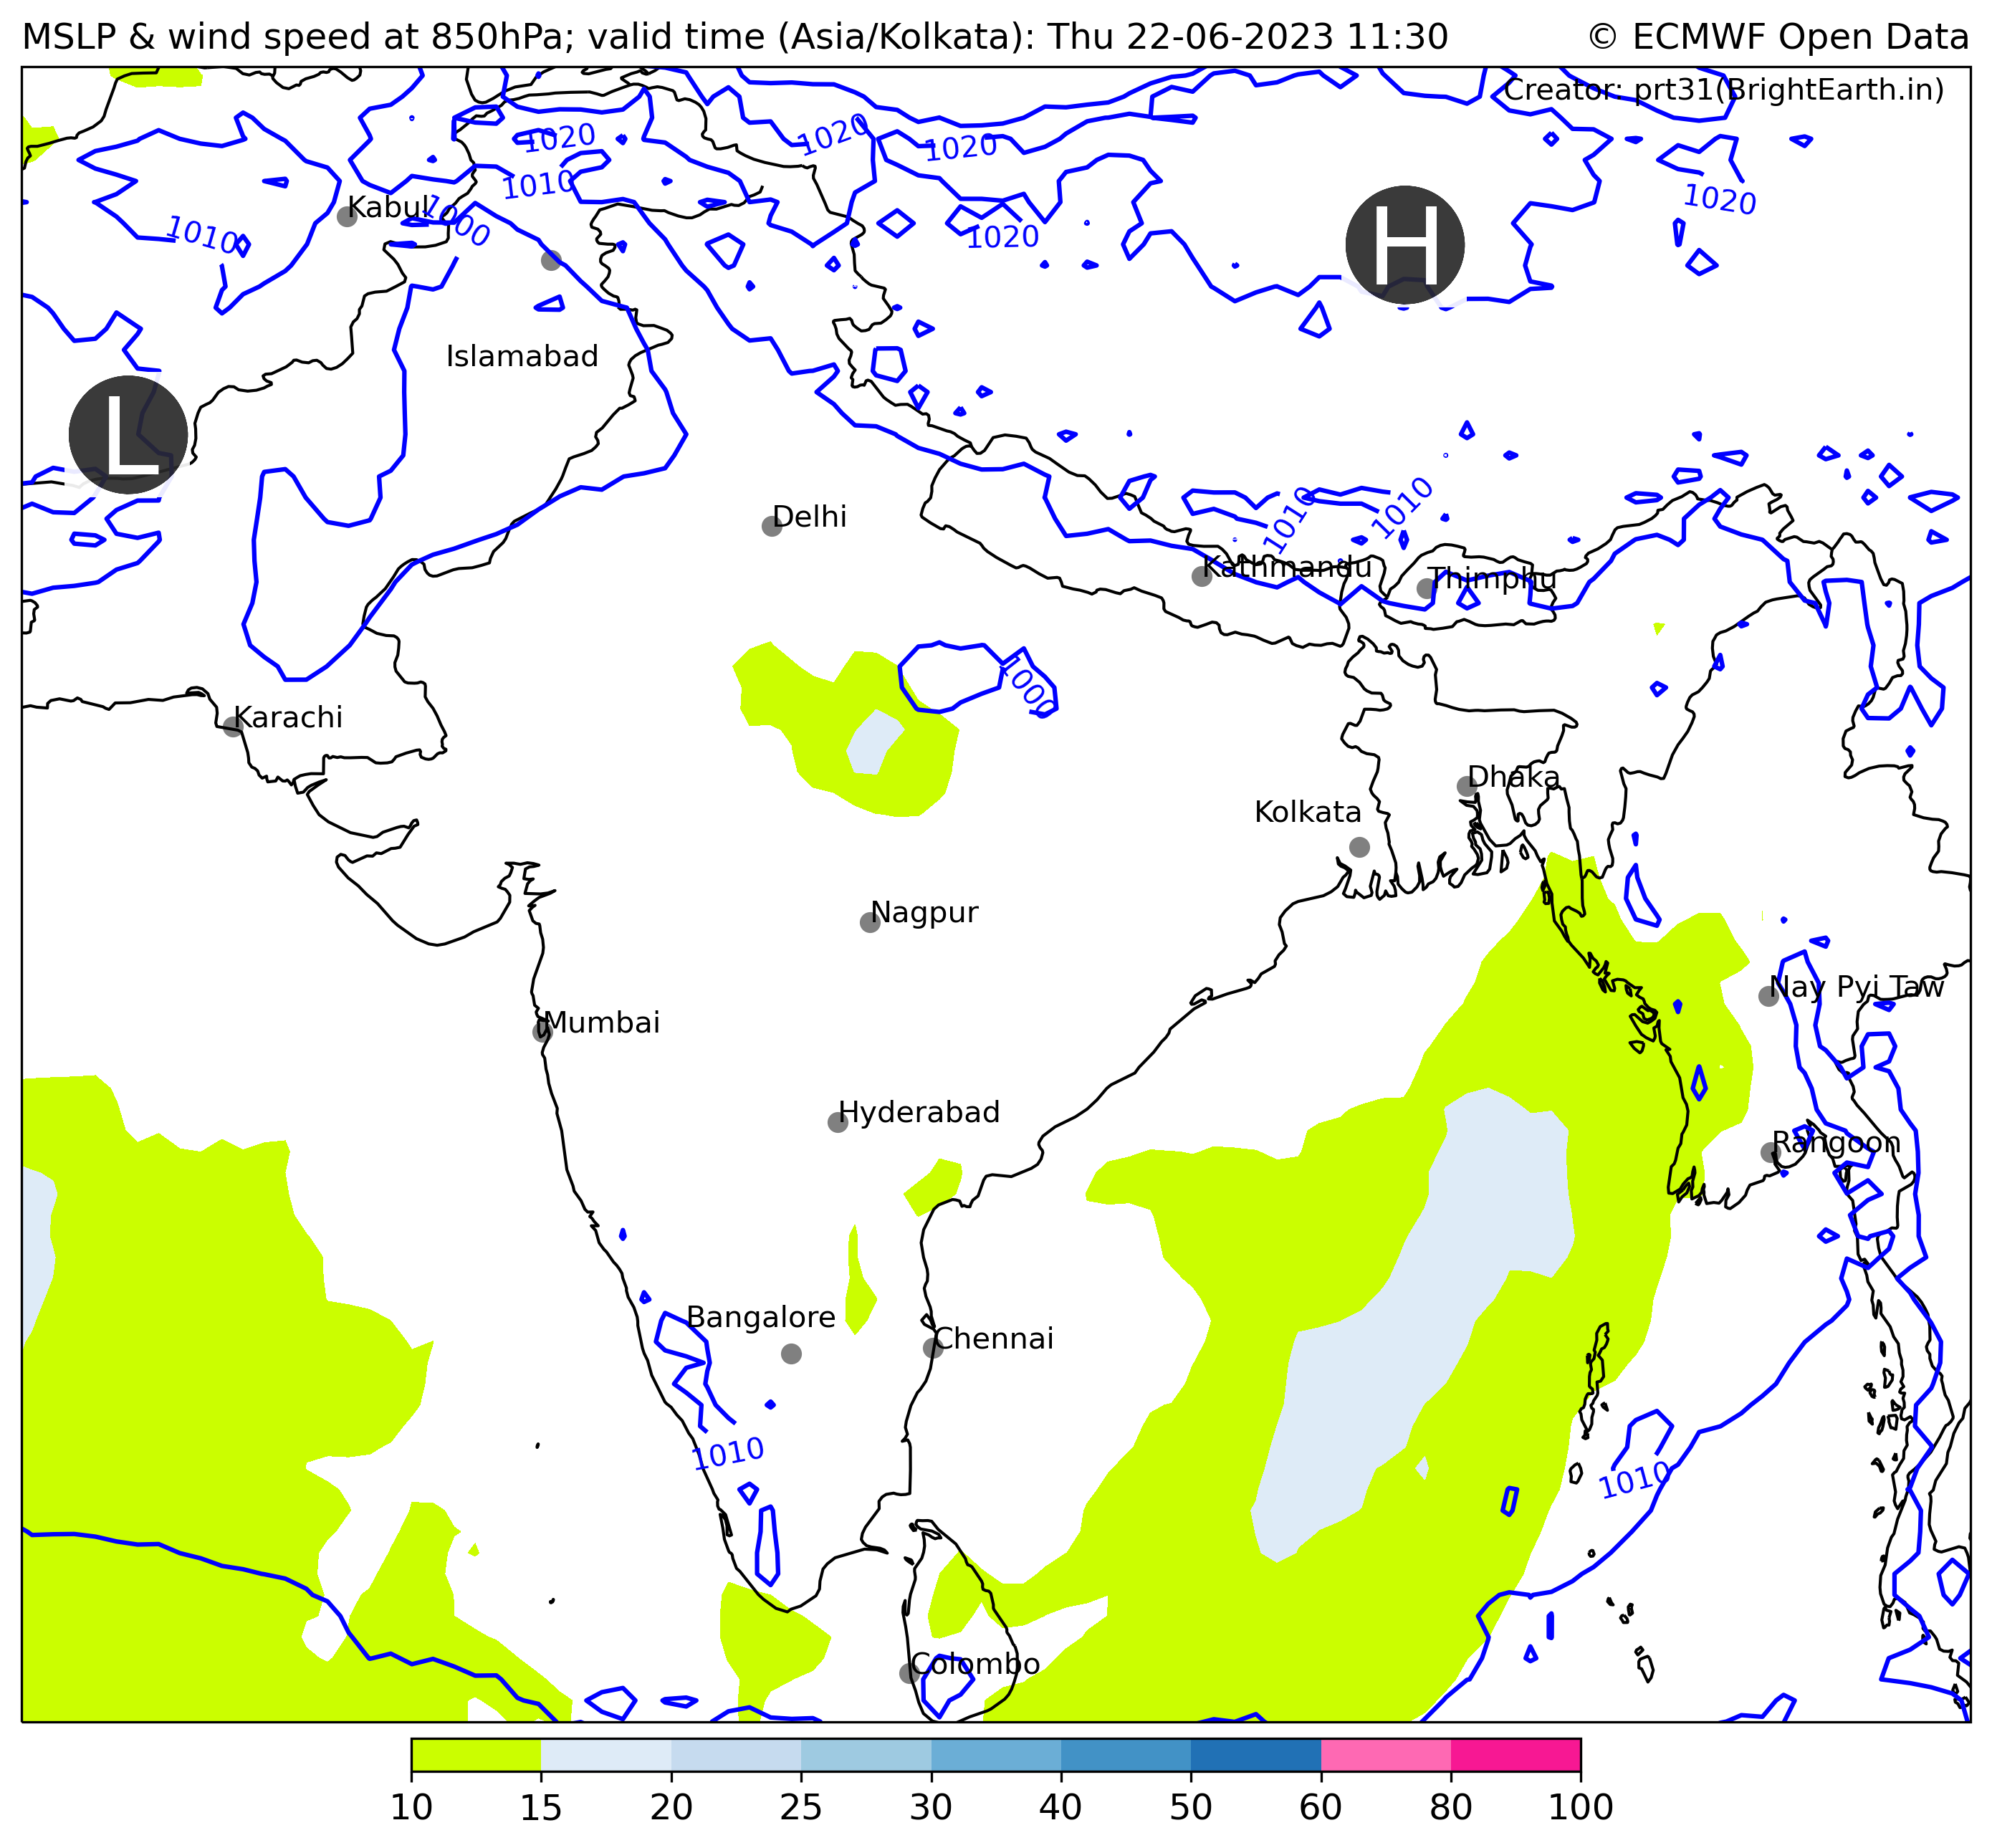 MSLP & wind speed at 850hPa; valid time (Asia/Kolkata): Thu 22-06-2023 11:30
© ECMWF Open Data
Creator: prt31(BrightEarth.in)
1020
1020
1020
1010
1020
Kabul
1000
1010
1020
H
Islamabad
L
Delhi
1010
1010
Kathmandu
Thimphu
1000
Karachi
Dhaka
Kolkata
Nagpur
Nay Pyi Taw
Mumbai
Hyderabad
Rangoon
Bangalore
Chennai
1010
1010
Colombo
10 15 20 25 30 40 50 60 80 100